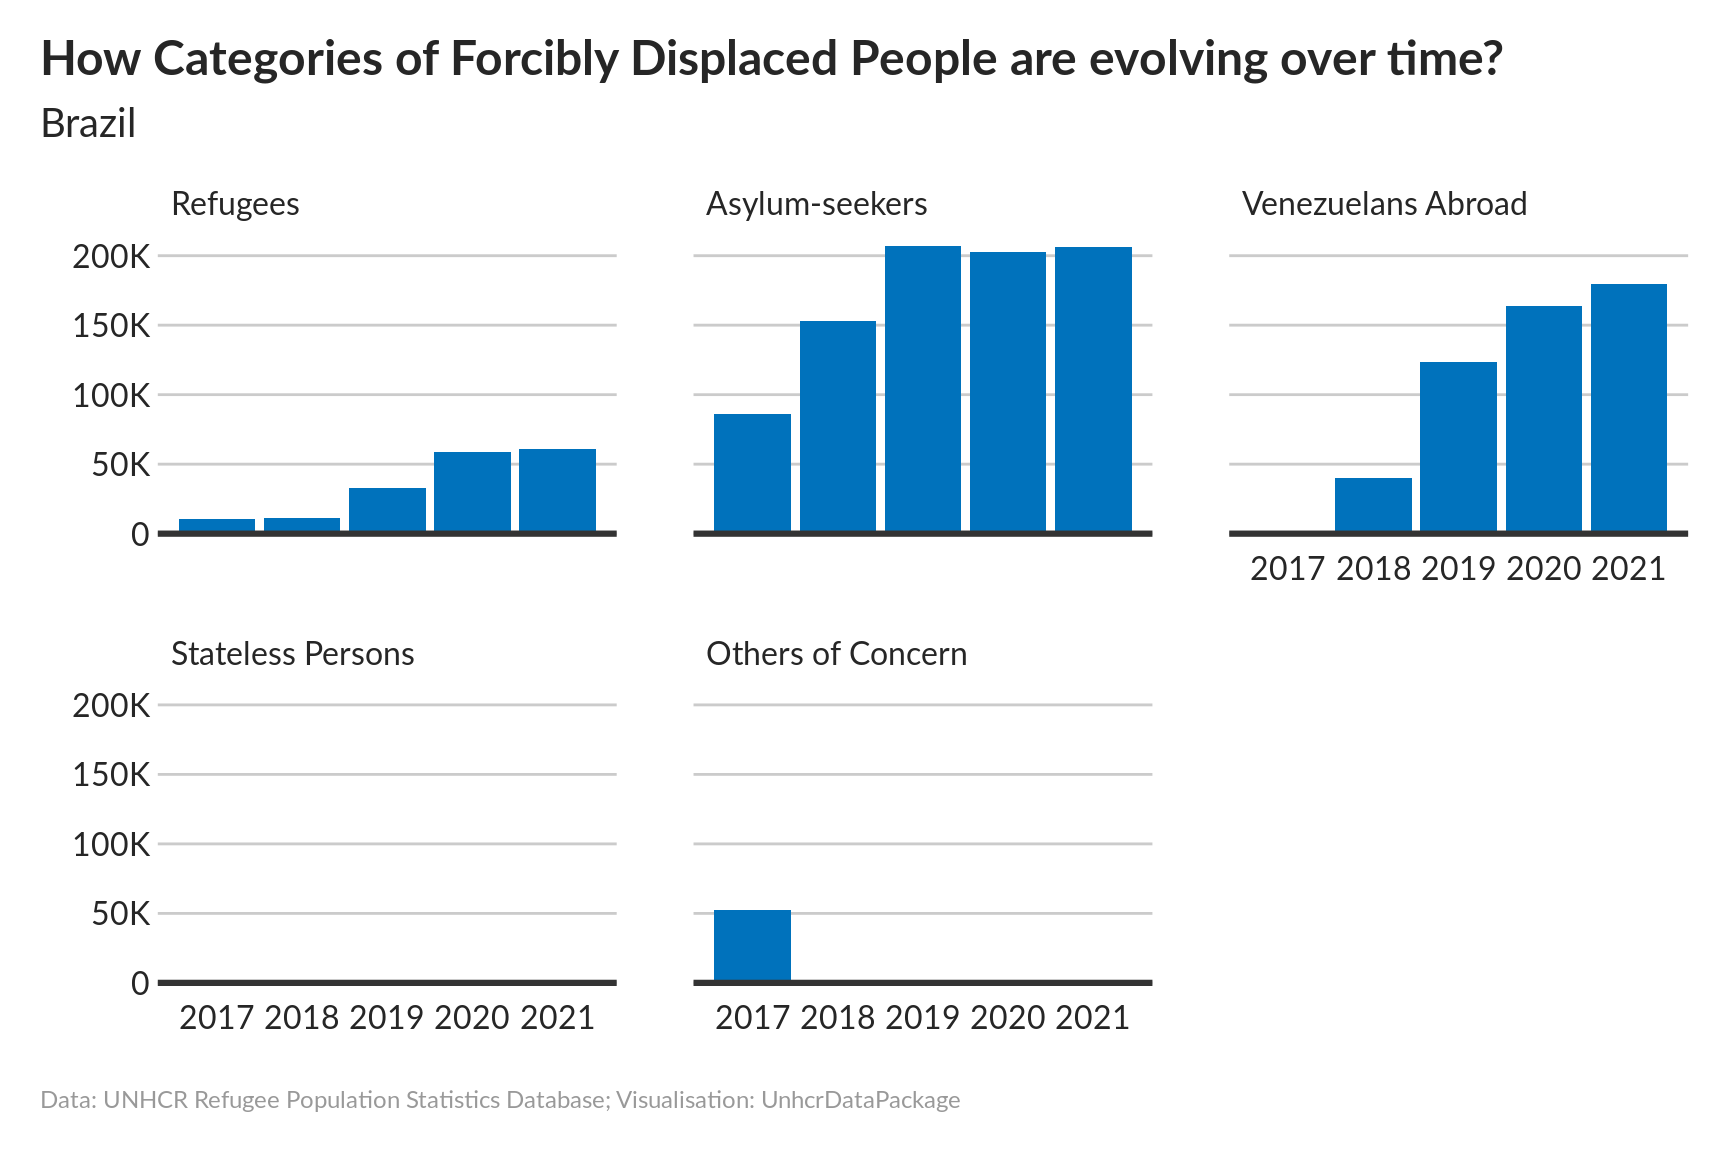 How Categories of Forcibly Displaced People are evolving over time?
Brazil
Refugees
Asylum-seekers
Venezuelans Abroad
200K
150K
100K
50K
0
2017 2018 2019 2020 2021
Stateless Persons
Others of Concern
200K
150K
100K
50K
0
2017 2018 2019 2020 2021
2017 2018 2019 2020 2021
Data: UNHCR Refugee Population Statistics Database; Visualisation: UnhcrDataPackage